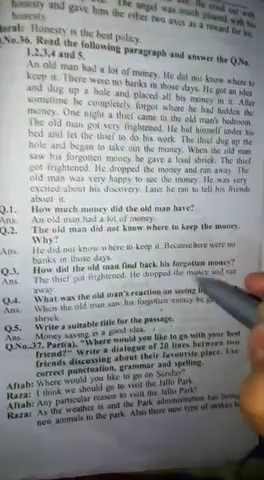 honesty and gave him the other two axes as a reward for his
honesty
Moral: Honesty is the best policy.
Q.No.36. Read the following paragraph and answer the Q.No.
1,2,3,4 and 5.
An old man had a lot of money. He did not know where to
keep it. There were no banks in those days. He got an idea
and dug up a hole and placed all his money in it. After
sometime he completely forgot where he had hidden the
money. One night a thief came to the old man's bedroom.
The old man got very frightened. He hid himself under his
bed and let the thief to do his work. The thief dug up the
hole and began to take out the money. When the old man
saw his forgotten money he gave a loud shriek. The thief
got frightened. He dropped the money and ran away. The
old man was very happy to see the money. He was very
excited about his discovery. Later he ran to tell his friends
about it.
Q.1. How much money did the old man have?
Ans. An old man had a lot of money.
Q.2. The old man did not know where to keep the money.
Why?
Ans. He did not know where to keep it. Because there were no
banks in those days.
Q.3. How did the old man find back his forgotten money?
Ans The thief got frightened. He dropped the money and ran
away.
Q.4. What was the old man's reaction on seeing
Ans. When the old man saw his forgotten money he
shriek.
Q.5. Write a suitable title for the passage.
Ans. Money saving is a good idea.
Q.No.37. Part(a). "Where would you like to go with your best
friend?" Write a dialogue of 20 lines between two
friends discussing about their favourite place. Use
correct punctuation, grammar and spelling.
Aftab: Where would you like to go on Sunday?
Raza: I think we should go to visit the Jallo Park.
Aftab: Any particular reason to visit the Jallo Park?
Raza: As the weather is and the Park administration has
new animals to the park. Also there new type of snakes